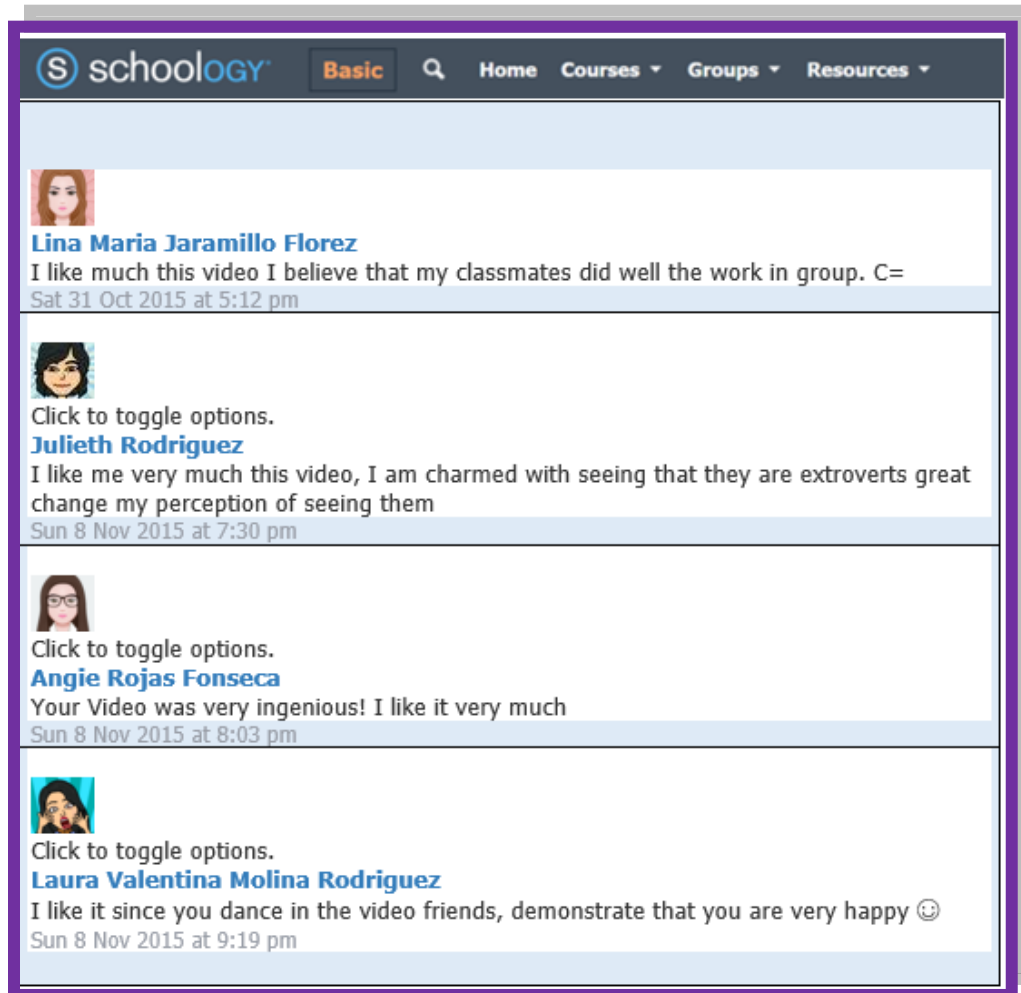 schoology Basic Home Courses Groups Resources
Lina Maria Jaramillo Florez
I like much this video I believe that my classmates did well the work in group. C=
Sat 31 Oct 2015 at 5:12 pm
Click to toggle options.
Julieth Rodriguez
I like me very much this video, I am charmed with seeing that they are extroverts great
change my perception of seeing them
Sun 8 Nov 2015 at 7:30 pm
Click to toggle options.
Angie Rojas Fonseca
Your Video was very ingenious! I like it very much
Sun 8 Nov 2015 at 8:03 pm
Click to toggle options.
Laura Valentina Molina Rodriguez
I like it since you dance in the video friends, demonstrate that you are very happy ☺
Sun 8 Nov 2015 at 9:19 pm